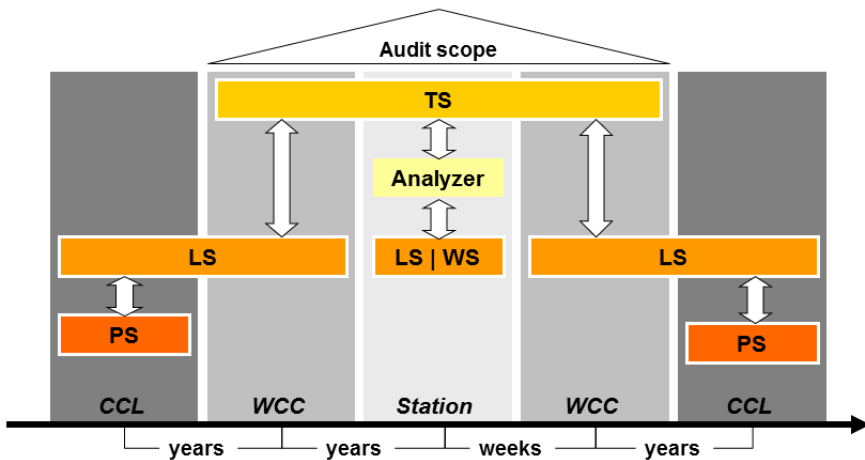 Audit scope
TS
Analyzer
LS
LS | WS
LS
PS
PS
CCL
WCC
Station
WCC
CCL
years
years
weeks
years